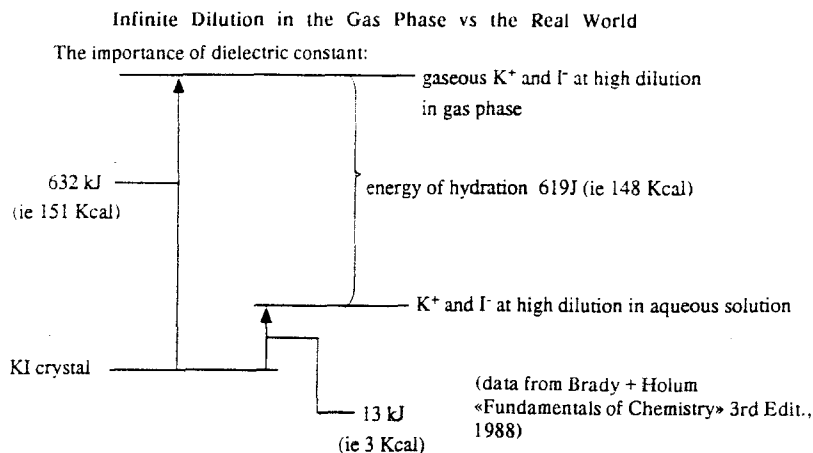 Infinite Dilution in the Gas Phase vs the Real World
The importance of dielectric constant:
gaseous K⁺ and I⁻ at high dilution
in gas phase
632 kJ
(ie 151 Kcal)
energy of hydration 619J (ie 148 Kcal)
K⁺ and I⁻ at high dilution in aqueous solution
KI crystal
13 kJ
(ie 3 Kcal)
(data from Brady + Holum
«Fundamentals of Chemistry» 3rd Edit.,
1988)